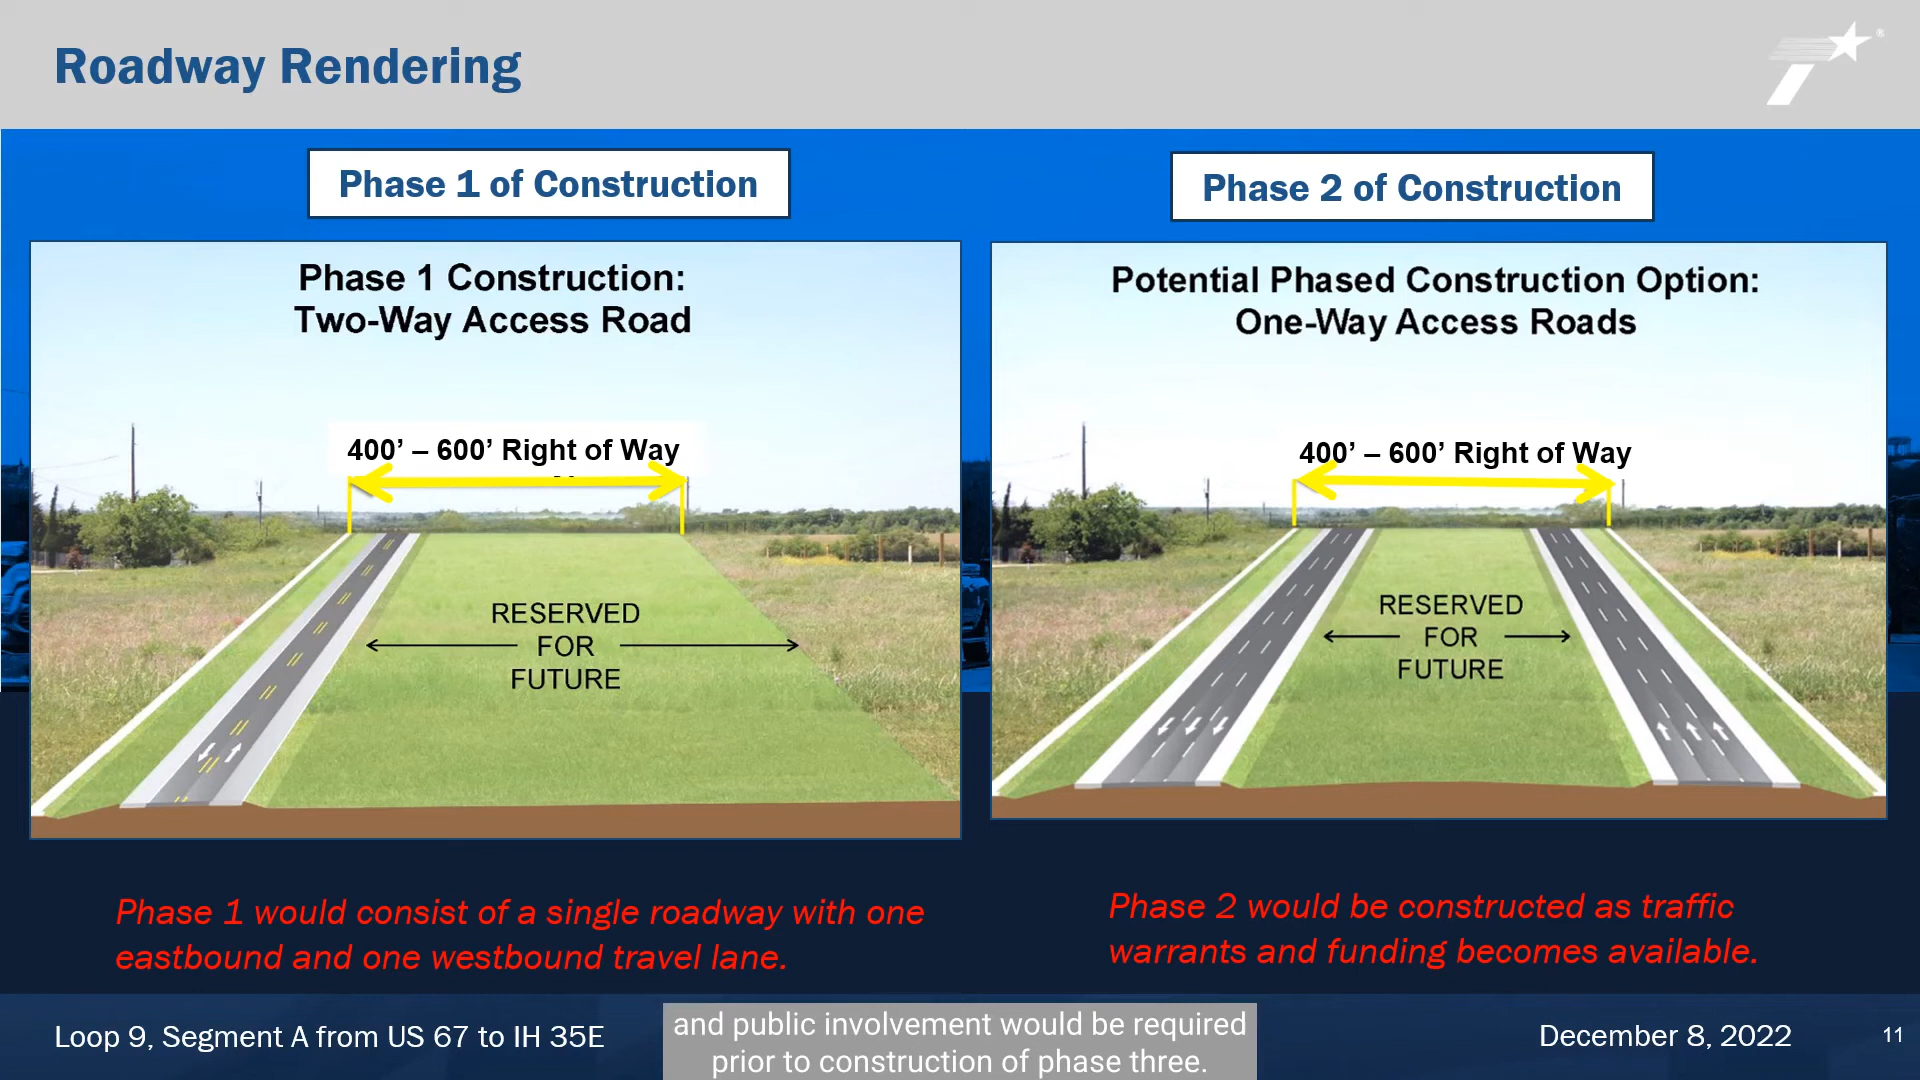 Roadway Rendering
®
Phase 1 of Construction
Phase 1 Construction:
Two-Way Access Road
400’ – 600’ Right of Way
RESERVED
FOR
FUTURE
Phase 1 would consist of a single roadway with one
eastbound and one westbound travel lane.
Phase 2 of Construction
Potential Phased Construction Option:
One-Way Access Roads
400’ – 600’ Right of Way
RESERVED
FOR
FUTURE
Phase 2 would be constructed as traffic
warrants and funding becomes available.
Loop 9, Segment A from US 67 to IH 35E
and public involvement would be required
prior to construction of phase three.
December 8, 2022
11